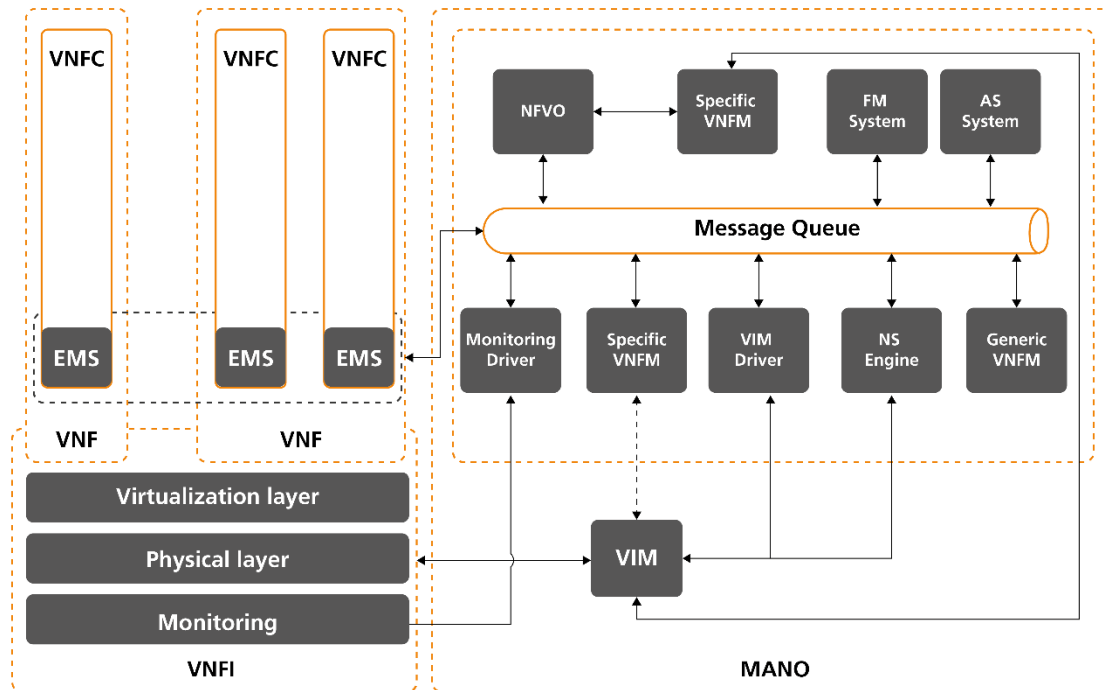 VNFC
VNFC
VNFC
EMS
EMS
EMS
VNF
VNF
Virtualization layer
Physical layer
Monitoring
VNFI
NFVO
Specific
VNFM
FM
System
AS
System
Message Queue
Monitoring
Driver
Specific
VNFM
VIM
Driver
NS
Engine
Generic
VNFM
VIM
MANO